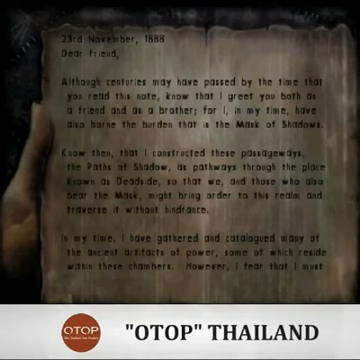 23rd November, 1888
Dear Friend,
Although centuries may have passed by the time that
you read this note, know that I greet you both as
a friend and as a brother; for I, in my time, have
also borne the burden that is the Mask of Shadows.
Know then, that I constructed these passageways,
the Paths of Shadow, as pathways through the place
known as Deadside, so that we, and those who also
bear the Mask, might bring order to this realm and
traverse it without hindrance.
In my time, I have gathered and catalogued many of
the ancient artifacts of power, some of which reside
within these chambers. However, I fear that I must
OTOP
"OTOP" THAILAND